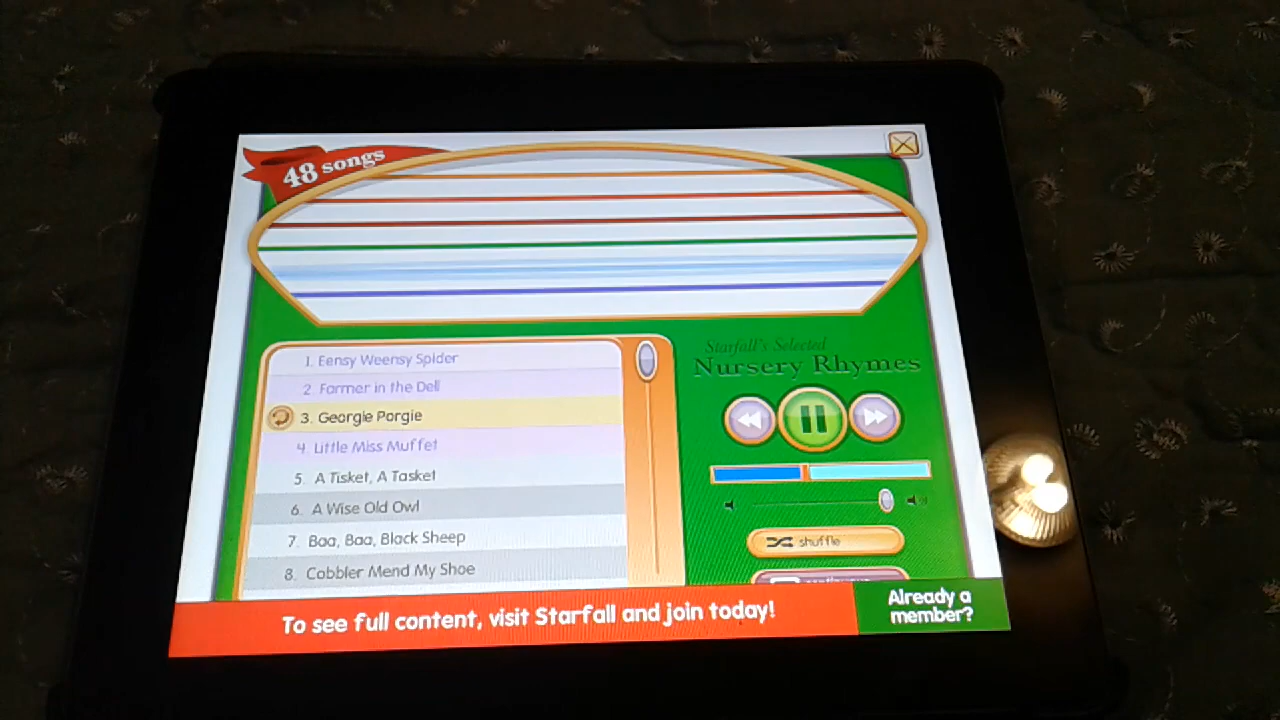 48 songs
1. Eensy Weensy Spider
2. Farmer in the Dell
3. Georgie Porgie
4. Little Miss Muffet
5. A Tisket, A Tasket
6. A Wise Old Owl
7. Baa, Baa, Black Sheep
8. Cobbler Mend My Shoe
Starfall's Selected
Nursery Rhymes
shuffle
To see full content, visit Starfall and join today!
Already a
member?